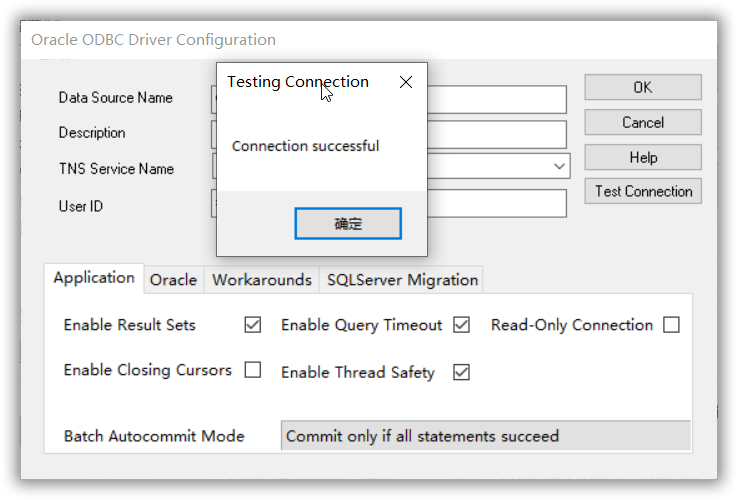 Oracle ODBC Driver Configuration
Testing Connection
Data Source Name
OK
Description
Connection successful
Cancel
TNS Service Name
Help
User ID
Test Connection
确定
Application Oracle Workarounds SQLServer Migration
Enable Result Sets Enable Query Timeout Read-Only Connection
Enable Closing Cursors Enable Thread Safety
Batch Autocommit Mode Commit only if all statements succeed